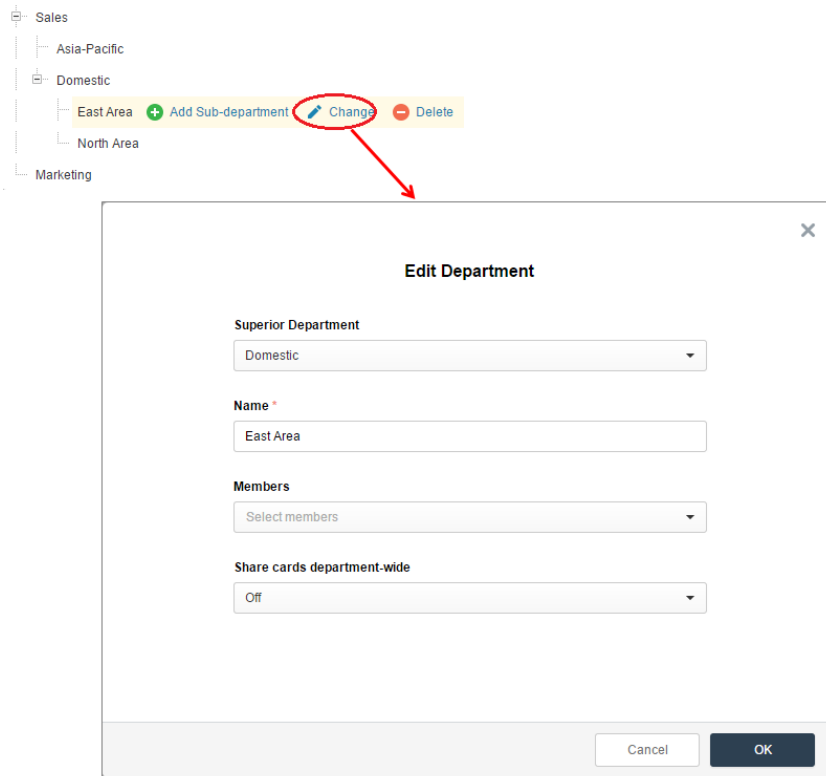 Sales
Asia-Pacific
Domestic
East Area Add Sub-department Change Delete
North Area
Marketing
Edit Department
Superior Department
Domestic
Name *
East Area
Members
Select members
Share cards department-wide
Off
Cancel OK